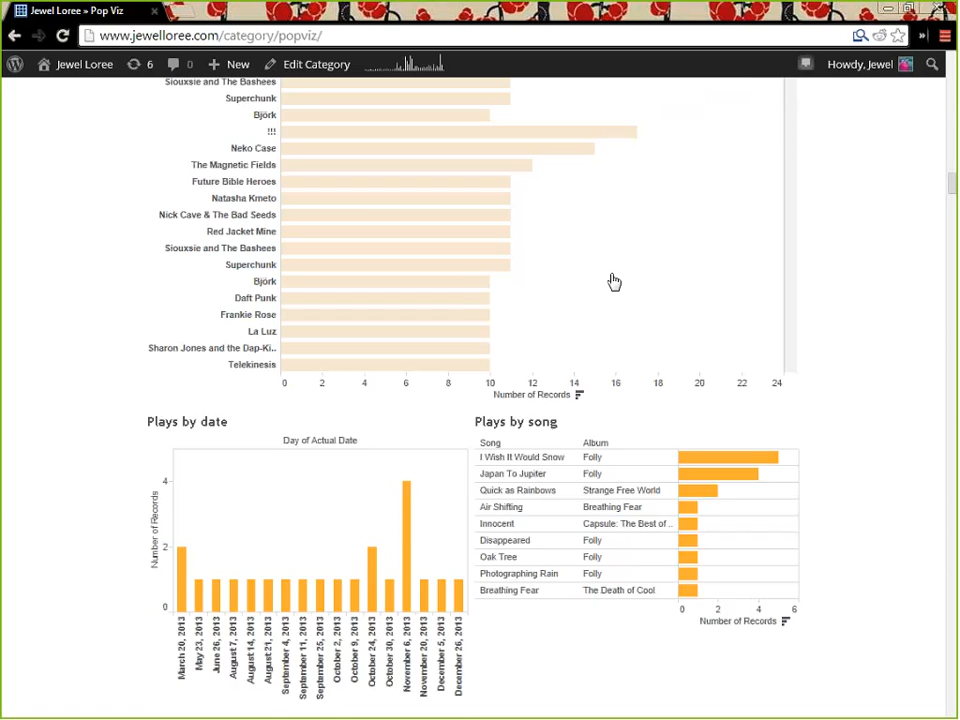 Jewel Loree » Pop Viz
www.jewelloree.com/category/popviz/
Jewel Loree 6 0 New Edit Category Howdy, Jewel
Siouxsie and The Bashees
Superchunk
Björk
!!!
Neko Case
The Magnetic Fields
Future Bible Heroes
Natasha Kmeto
Nick Cave & The Bad Seeds
Red Jacket Mine
Siouxsie and The Bashees
Superchunk
Björk
Daft Punk
Frankie Rose
La Luz
Sharon Jones and the Dap-Ki..
Telekinesis
0 2 4 6 8 10 12 14 16 18 20 22 24
Number of Records
Plays by date
Day of Actual Date
4
2
0
Number of Records
March 20, 2013
May 23, 2013
June 26, 2013
August 7, 2013
August 14, 2013
August 21, 2013
September 4, 2013
September 11, 2013
September 25, 2013
October 2, 2013
October 9, 2013
October 24, 2013
October 30, 2013
November 6, 2013
November 20, 2013
December 5, 2013
December 26, 2013
Plays by song
Song Album
I Wish It Would Snow Folly
Japan To Jupiter Folly
Quick as Rainbows Strange Free World
Air Shifting Breathing Fear
Innocent Capsule: The Best of ..
Disappeared Folly
Oak Tree Folly
Photographing Rain Folly
Breathing Fear The Death of Cool
0 2 4 6
Number of Records